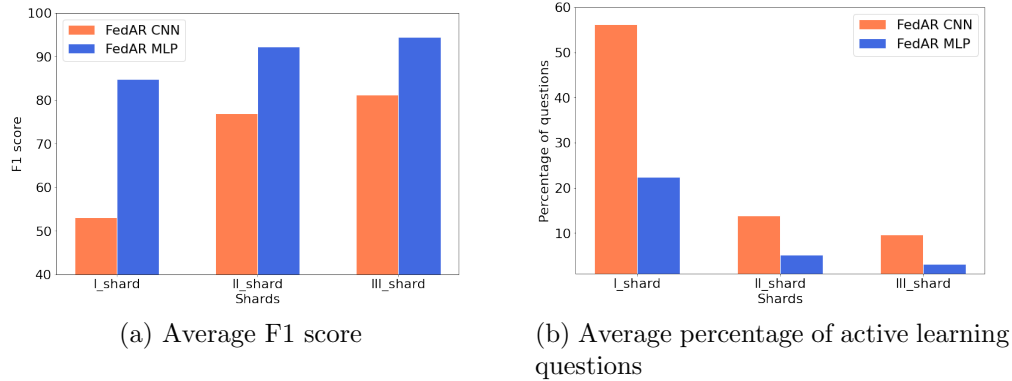 100
90
80
70
60
50
40
F1 score
FedAR CNN
FedAR MLP
I_shard
II_shard
III_shard
Shards
(a) Average F1 score
60
50
40
30
20
10
Percentage of questions
FedAR CNN
FedAR MLP
I_shard
II_shard
III_shard
Shards
(b) Average percentage of active learning
questions